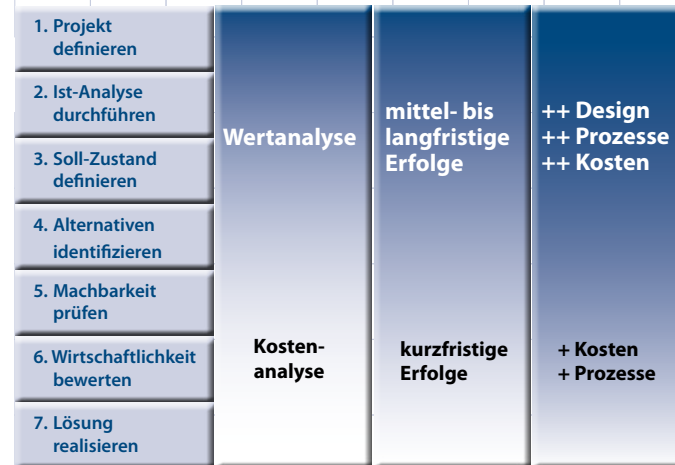 1. Projekt
definieren
2. Ist-Analyse
durchführen
3. Soll-Zustand
definieren
4. Alternativen
identifizieren
5. Machbarkeit
prüfen
6. Wirtschaftlichkeit
bewerten
7. Lösung
realisieren
Wertanalyse
Kosten-
analyse
mittel- bis
langfristige
Erfolge
kurzfristige
Erfolge
++ Design
++ Prozesse
++ Kosten
+ Kosten
+ Prozesse